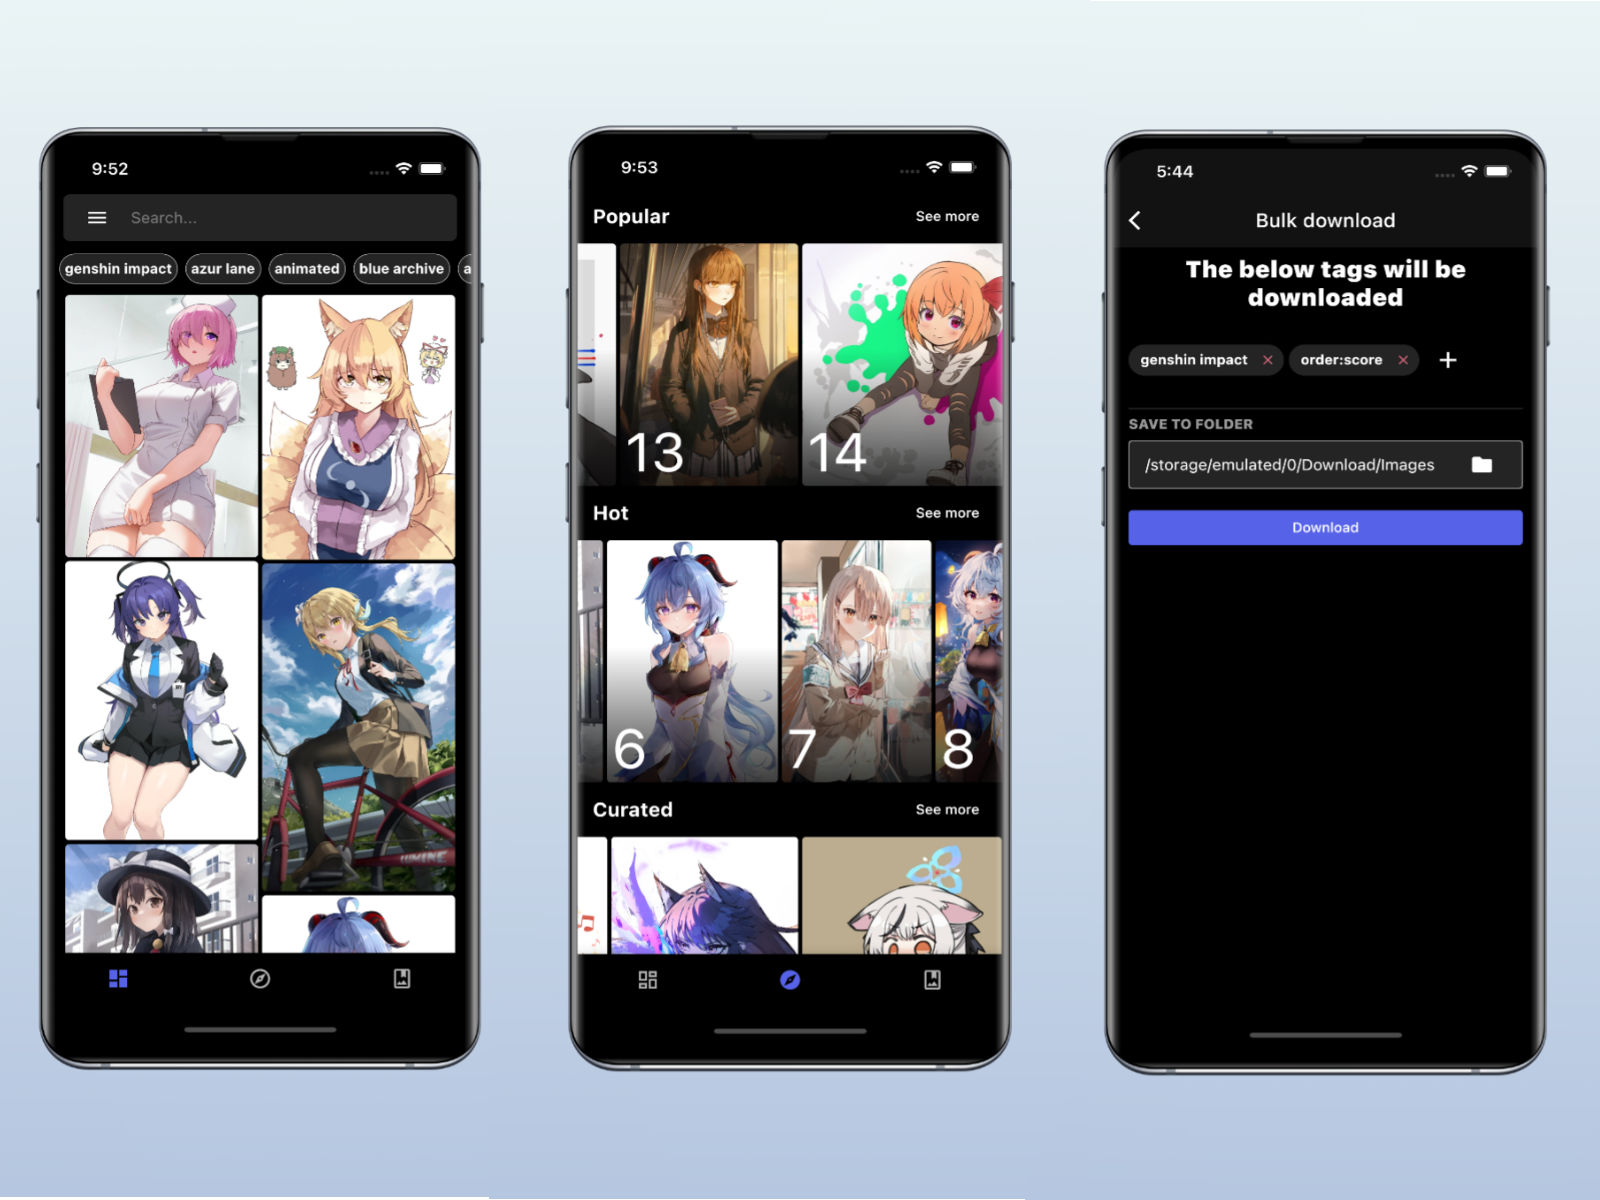 9:52
Search...
genshin impact
azur lane
animated
blue archive
a
9:53
Popular
See more
13
14
Hot
See more
6
7
8
Curated
See more
5:44
Bulk download
The below tags will be
downloaded
genshin impact
order:score
SAVE TO FOLDER
/storage/emulated/0/Download/Images
Download